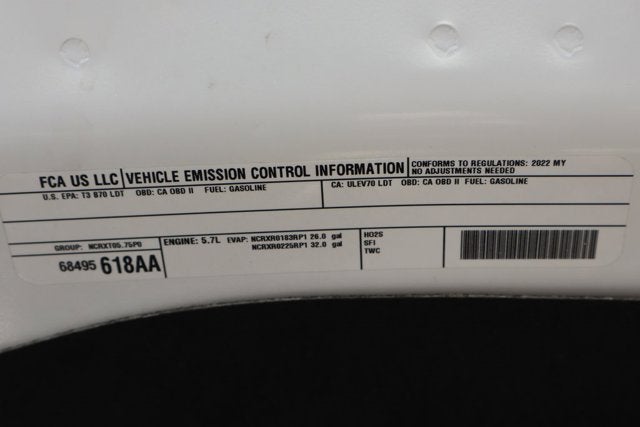 FCA US LLC VEHICLE EMISSION CONTROL INFORMATION CONFORMS TO REGULATIONS: 2022 MY
NO ADJUSTMENTS NEEDED
U.S. EPA: T3 B70 LDT OBD: CA OBD II FUEL: GASOLINE CA: ULEV70 LDT OBD: CA OBD II FUEL: GASOLINE
GROUP: NCRXT05.75P0 ENGINE: 5.7L EVAP: NCRXR0183RP1 26.0 gal HO2S
NCRXR0225RP1 32.0 gal SFI
68495 618AA TWC